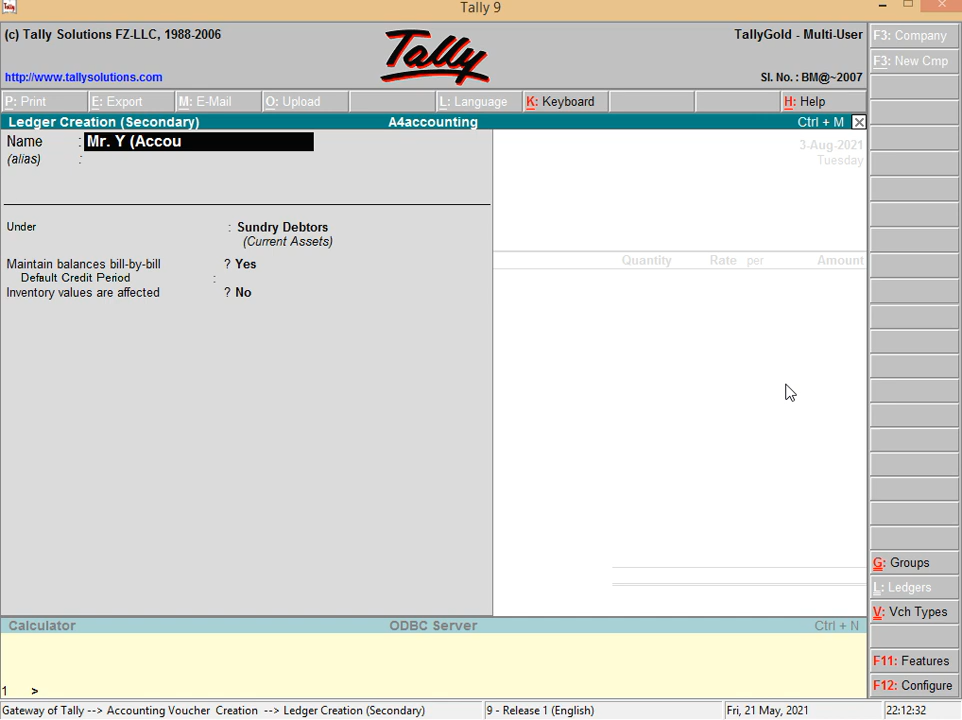 Tally 9
(c) Tally Solutions FZ-LLC, 1988-2006
Tally
TallyGold - Multi-User
http://www.tallysolutions.com
Sl. No. : BM@~2007
P: Print E: Export M: E-Mail O: Upload L: Language K: Keyboard H: Help
Ledger Creation (Secondary) A4accounting Ctrl + M
Name : Mr. Y (Accou
(alias) :
3-Aug-2021
Tuesday
Under : Sundry Debtors
(Current Assets)
Maintain balances bill-by-bill ? Yes
Default Credit Period :
Inventory values are affected ? No
Quantity Rate per Amount
F3: Company
F3: New Cmp
G: Groups
L: Ledgers
V: Vch Types
F11: Features
F12: Configure
Calculator ODBC Server Ctrl + N
1 >
Gateway of Tally --> Accounting Voucher Creation --> Ledger Creation (Secondary) 9 - Release 1 (English) Fri, 21 May, 2021 22:12:32